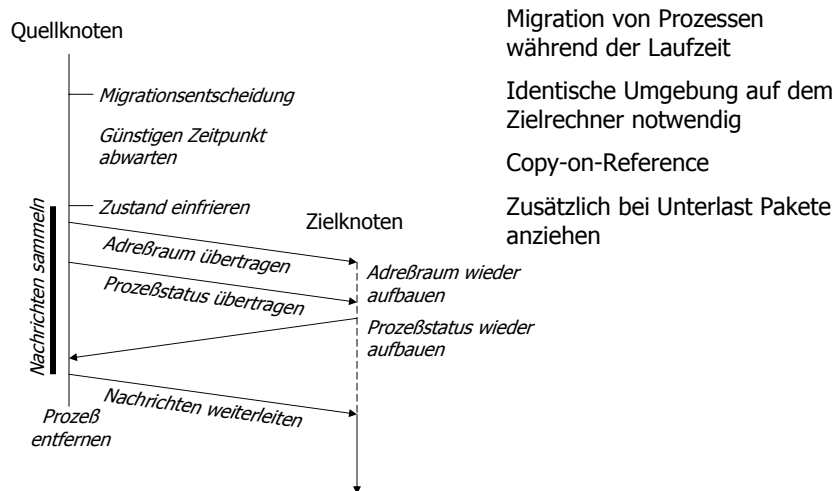 Quellknoten
Migrationsentscheidung
Günstigen Zeitpunkt
abwarten
Zustand einfrieren
Zielknoten
Nachrichten sammeln
Adreßraum übertragen
Adreßraum wieder
aufbauen
Prozeßstatus übertragen
Prozeßstatus wieder
aufbauen
Nachrichten weiterleiten
Prozeß
entfernen
Migration von Prozessen
während der Laufzeit
Identische Umgebung auf dem
Zielrechner notwendig
Copy-on-Reference
Zusätzlich bei Unterlast Pakete
anziehen